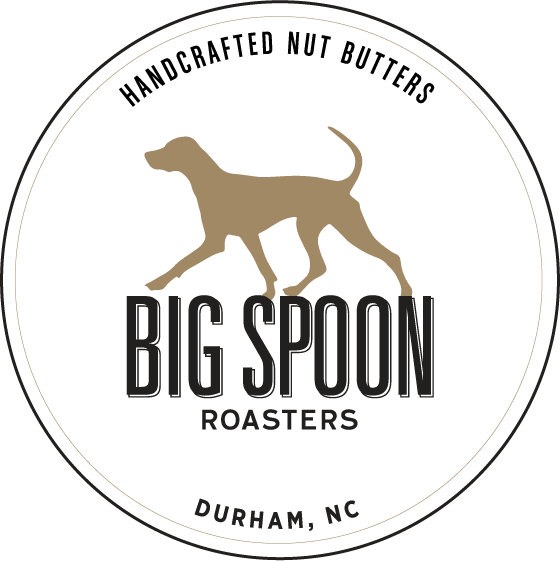 HANDCRAFTED NUT BUTTERS
BIG SPOON
ROASTERS
DURHAM, NC